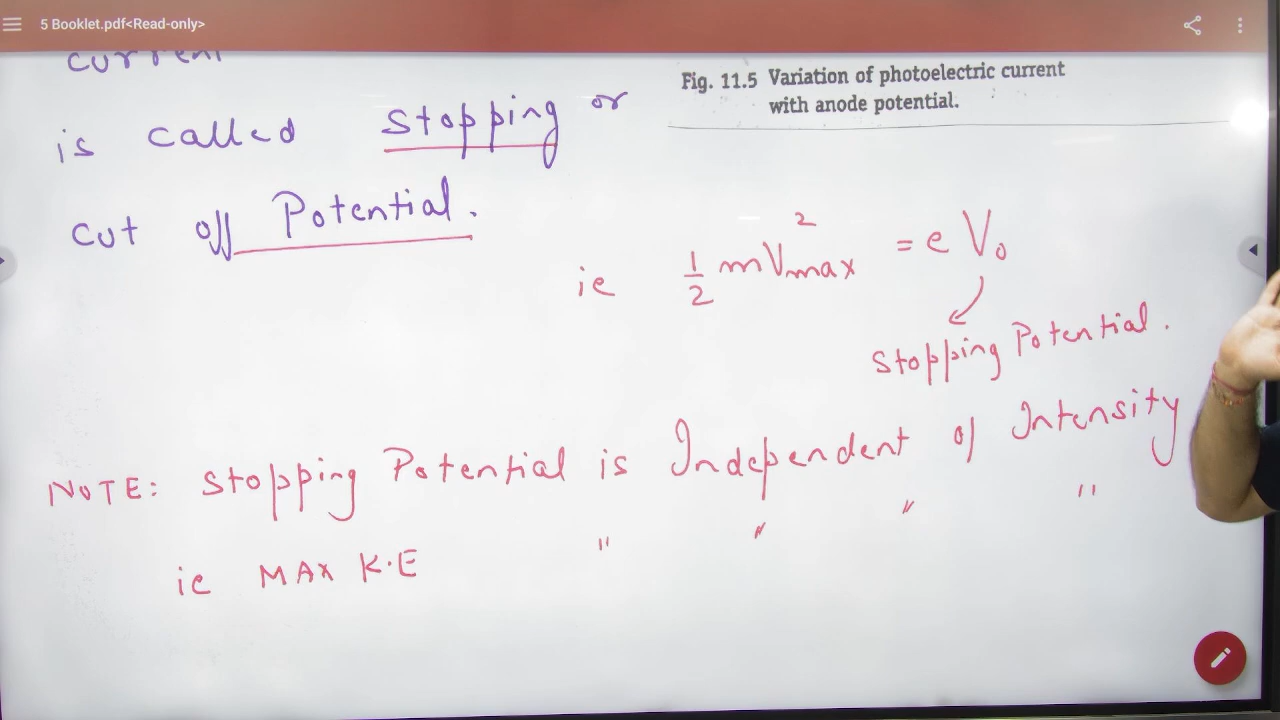 5 Booklet.pdf<Read-only>
current
is called stopping or
cut off Potential.
Fig. 11.5 Variation of photoelectric current
with anode potential.
ie 1/2 mVmax² = e V₀
Stopping Potential.
NOTE: Stopping Potential is Independent of Intensity
ie MAX K.E " " " "